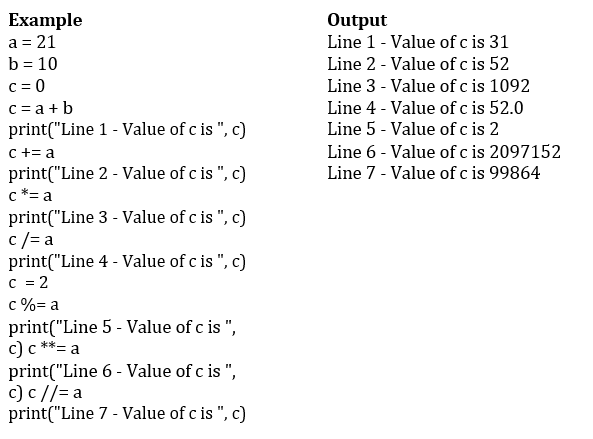 Example
a = 21
b = 10
c = 0
c = a + b
print("Line 1 - Value of c is ", c)
c += a
print("Line 2 - Value of c is ", c)
c *= a
print("Line 3 - Value of c is ", c)
c /= a
print("Line 4 - Value of c is ", c)
c  = 2
c %= a
print("Line 5 - Value of c is ",
c) c **= a
print("Line 6 - Value of c is ",
c) c //= a
print("Line 7 - Value of c is ", c)
Output
Line 1 - Value of c is 31
Line 2 - Value of c is 52
Line 3 - Value of c is 1092
Line 4 - Value of c is 52.0
Line 5 - Value of c is 2
Line 6 - Value of c is 2097152
Line 7 - Value of c is 99864